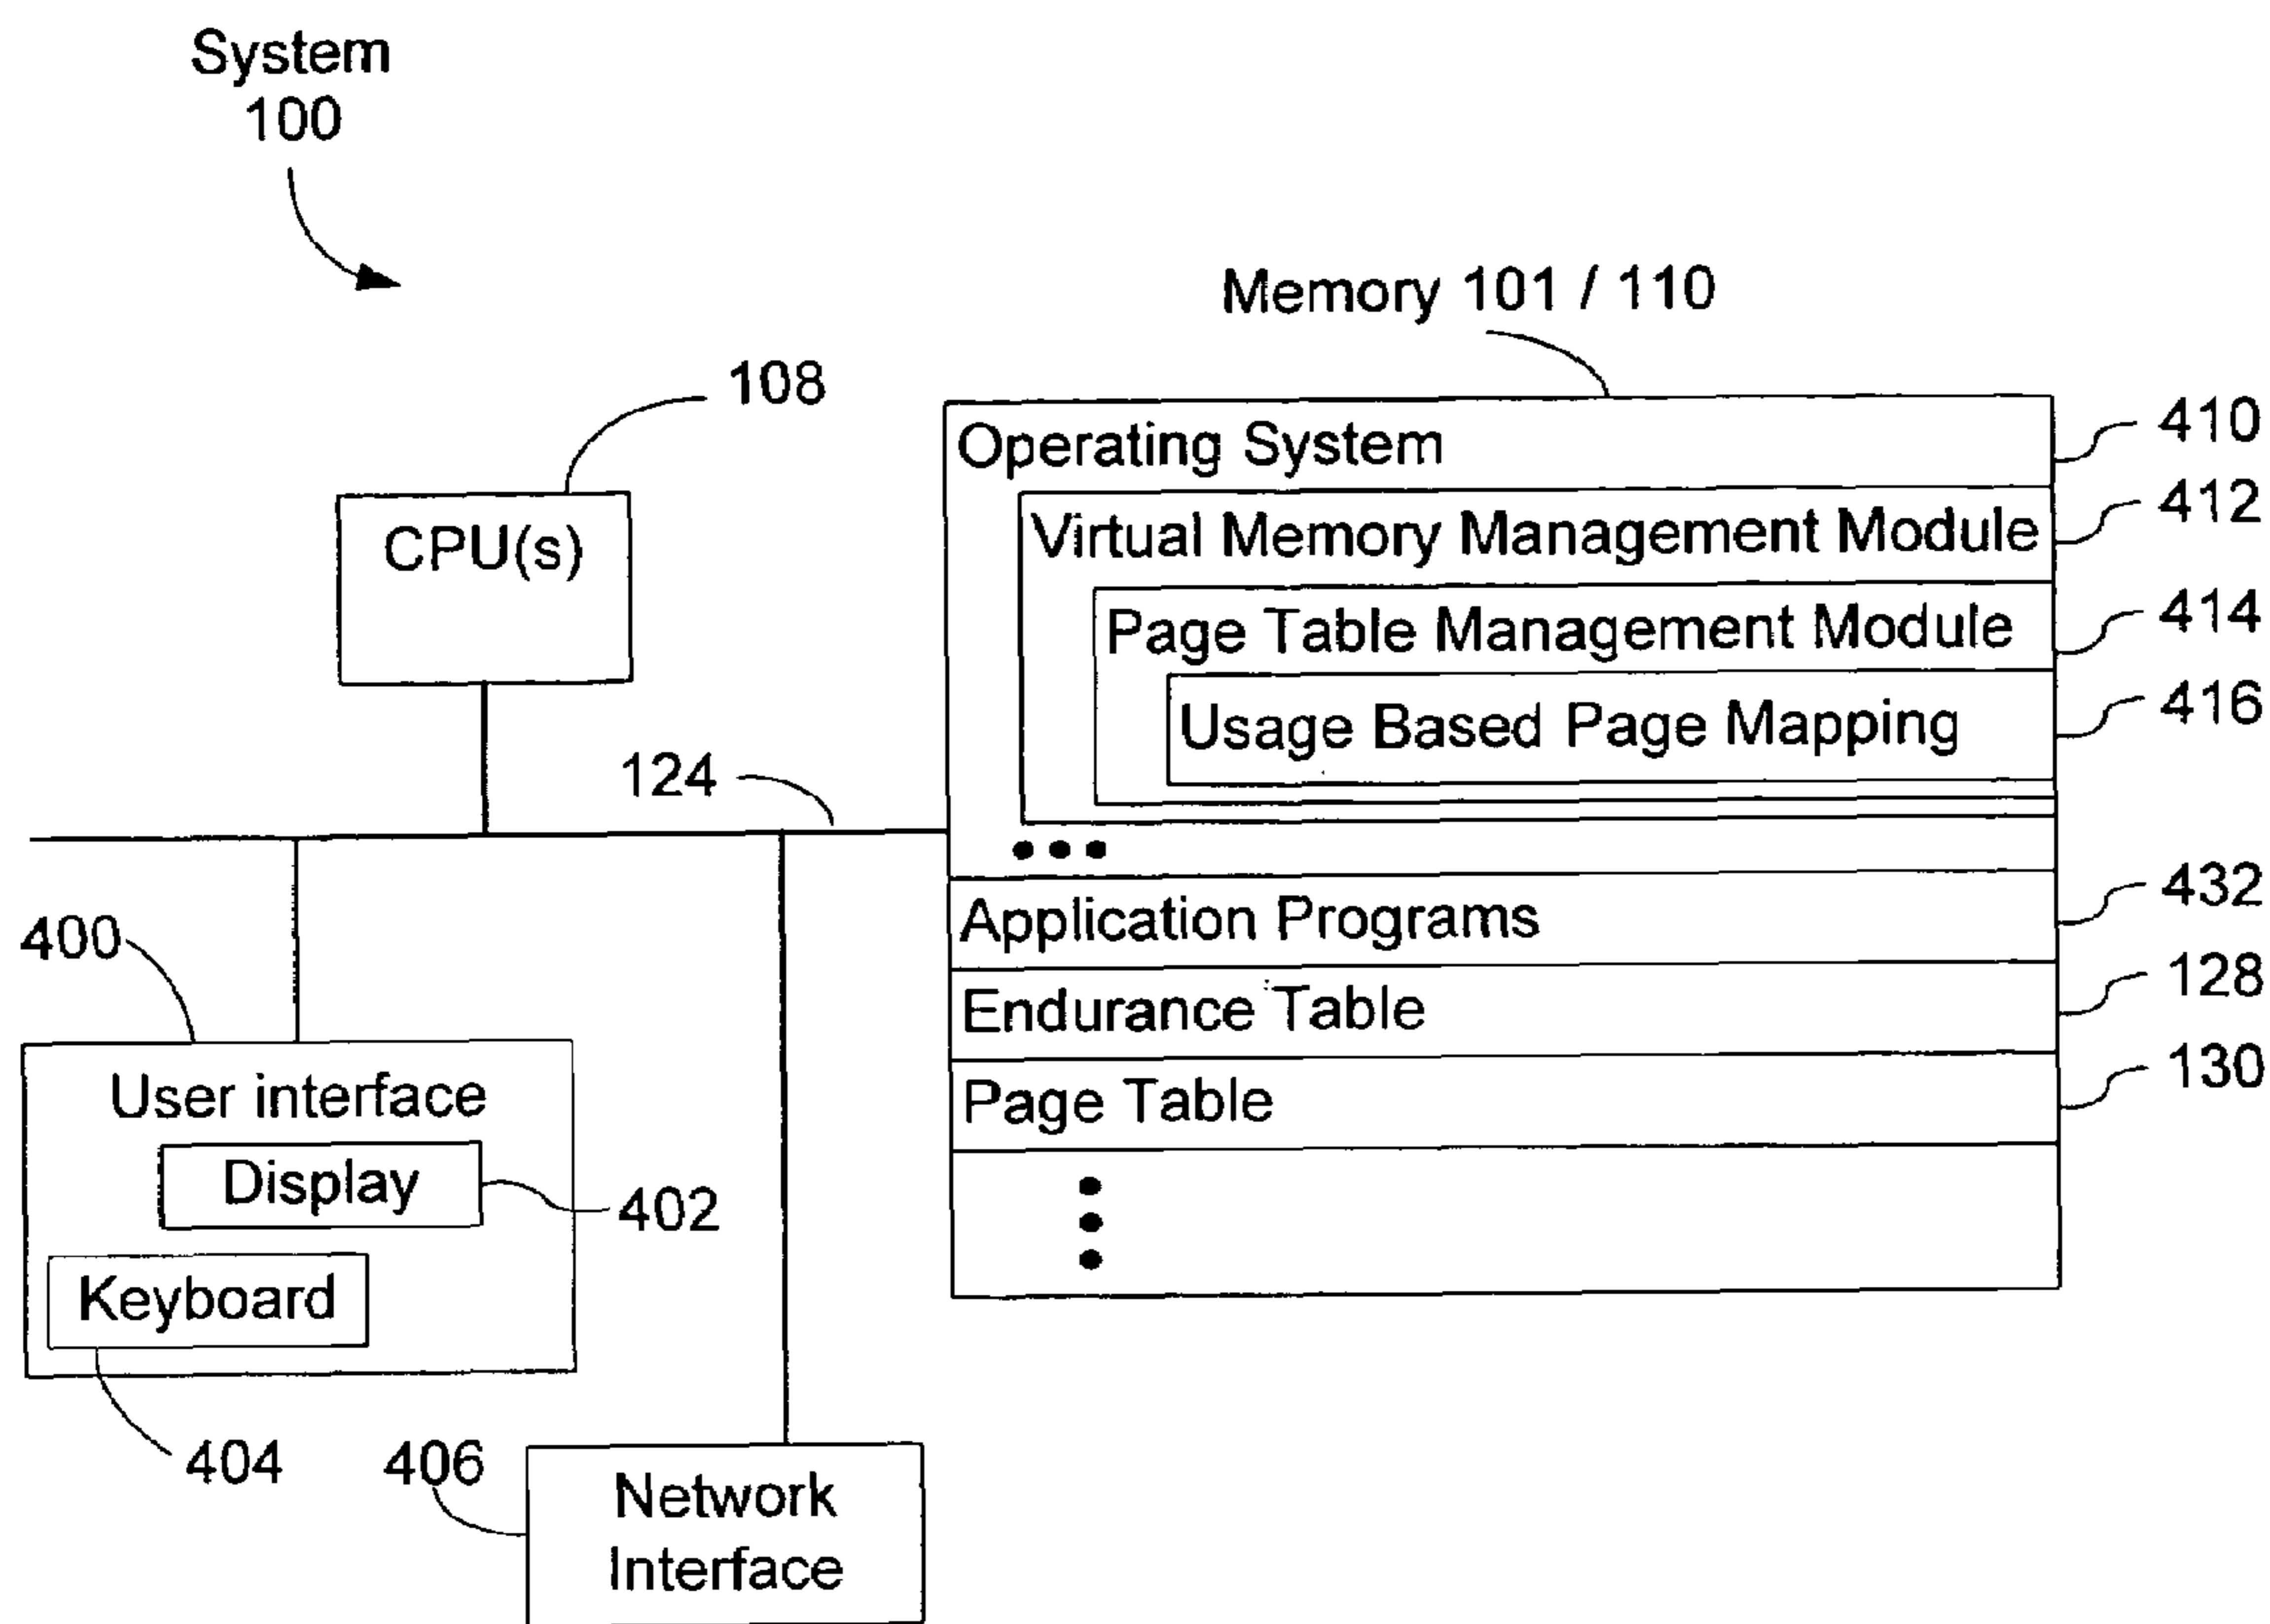 System
100
Memory 101 / 110
108
CPU(s)
124
Operating System
410
Virtual Memory Management Module
412
Page Table Management Module
414
Usage Based Page Mapping
416
Application Programs
432
Endurance Table
128
Page Table
130
400
User interface
Display
402
Keyboard
404
406
Network
Interface